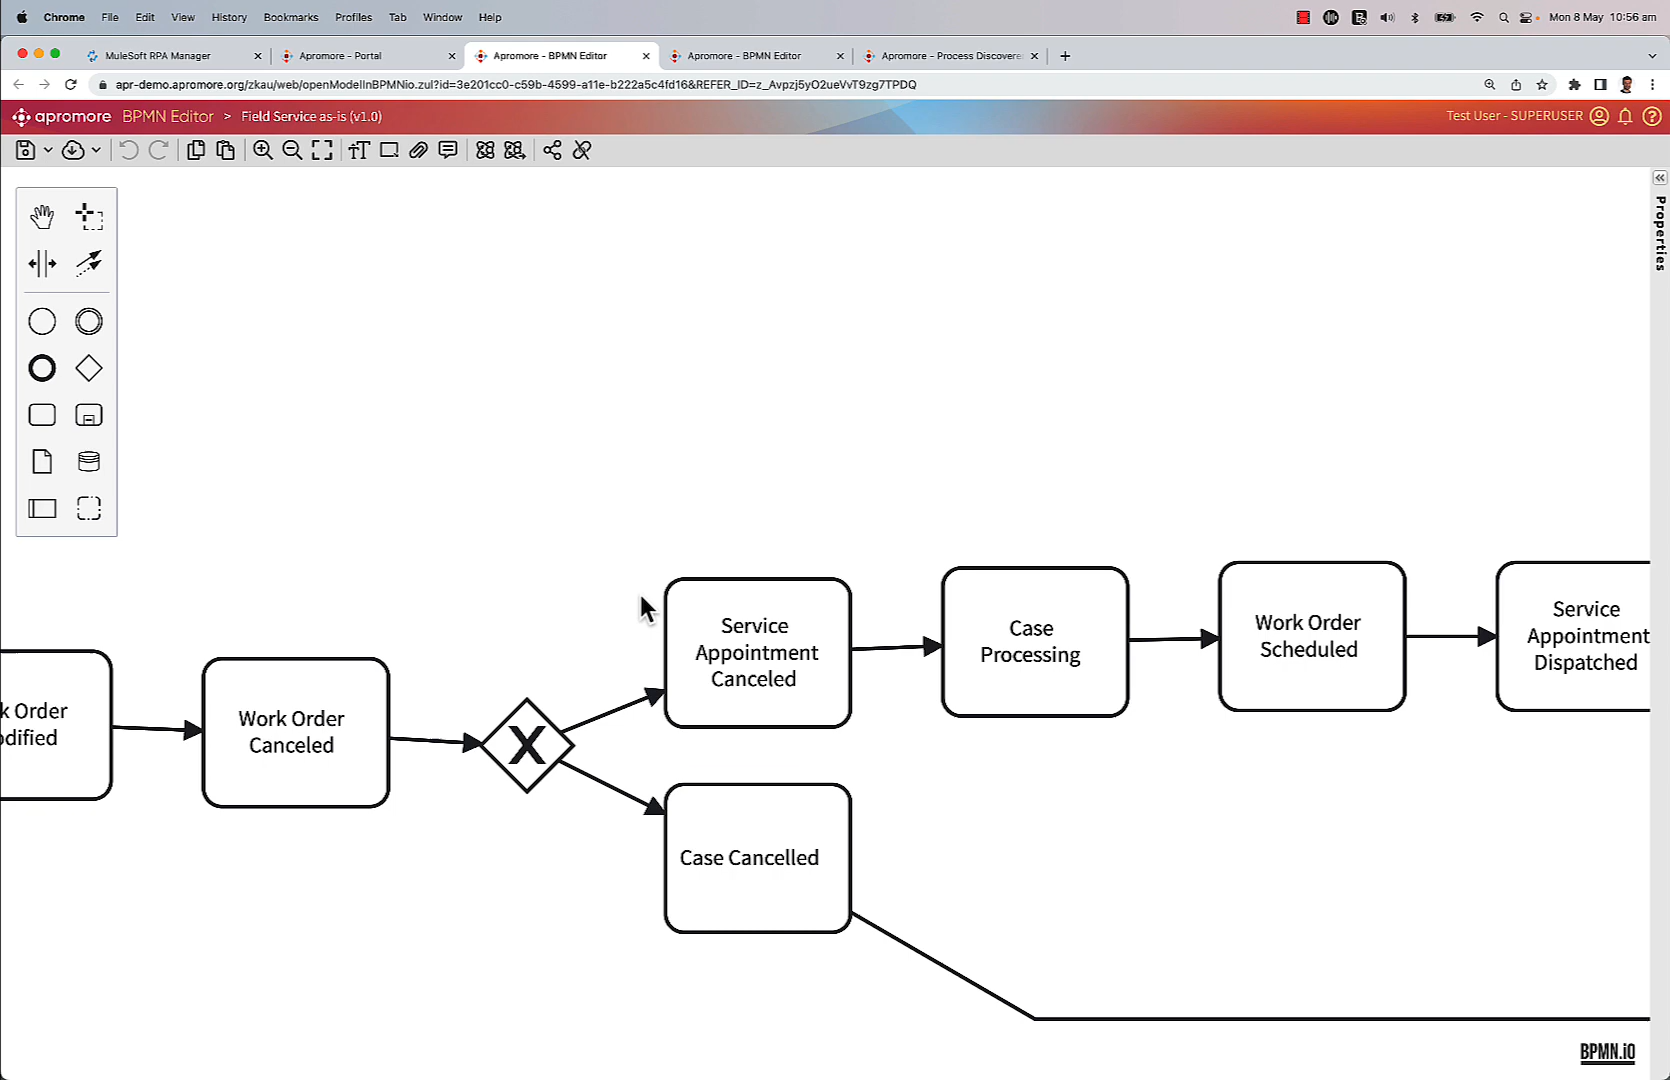 Chrome File Edit View History Bookmarks Profiles Tab Window Help Mon 8 May 10:56 am
MuleSoft RPA Manager Apromore - Portal Apromore - BPMN Editor Apromore - BPMN Editor Apromore - Process Discovere
apr-demo.apromore.org/zkau/web/openModelInBPMNio.zul?id=3e201cc0-c59b-4599-a11e-b222a5c4fd16&REFER_ID=z_Avpzj5yO2ueVvT9zg7TPDQ
apromore BPMN Editor > Field Service as-is (v1.0) Test User - SUPERUSER
Properties
k Order
odified
Work Order
Canceled
X
Service
Appointment
Canceled
Case
Processing
Work Order
Scheduled
Service
Appointment
Dispatched
Case Cancelled
BPMN.iO